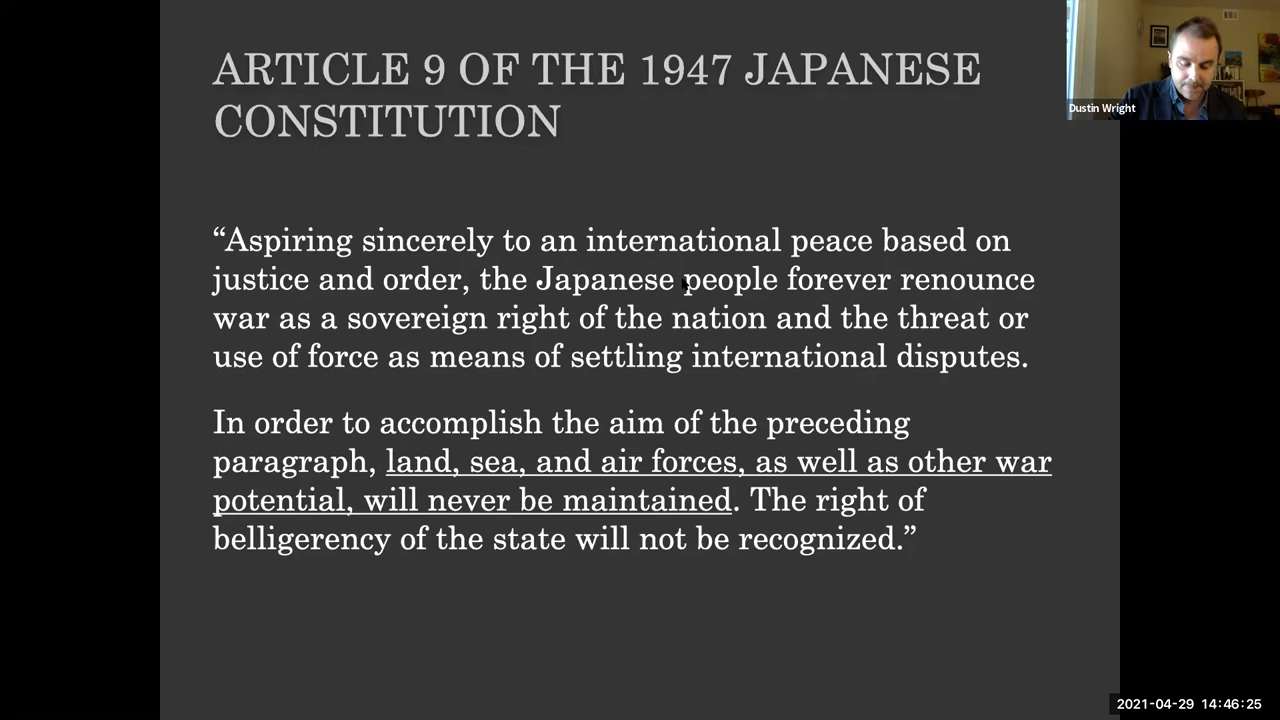 ARTICLE 9 OF THE 1947 JAPANESE
CONSTITUTION
Dustin Wright
“Aspiring sincerely to an international peace based on
justice and order, the Japanese people forever renounce
war as a sovereign right of the nation and the threat or
use of force as means of settling international disputes.
In order to accomplish the aim of the preceding
paragraph, land, sea, and air forces, as well as other war
potential, will never be maintained. The right of
belligerency of the state will not be recognized.”
2021-04-29 14:46:25